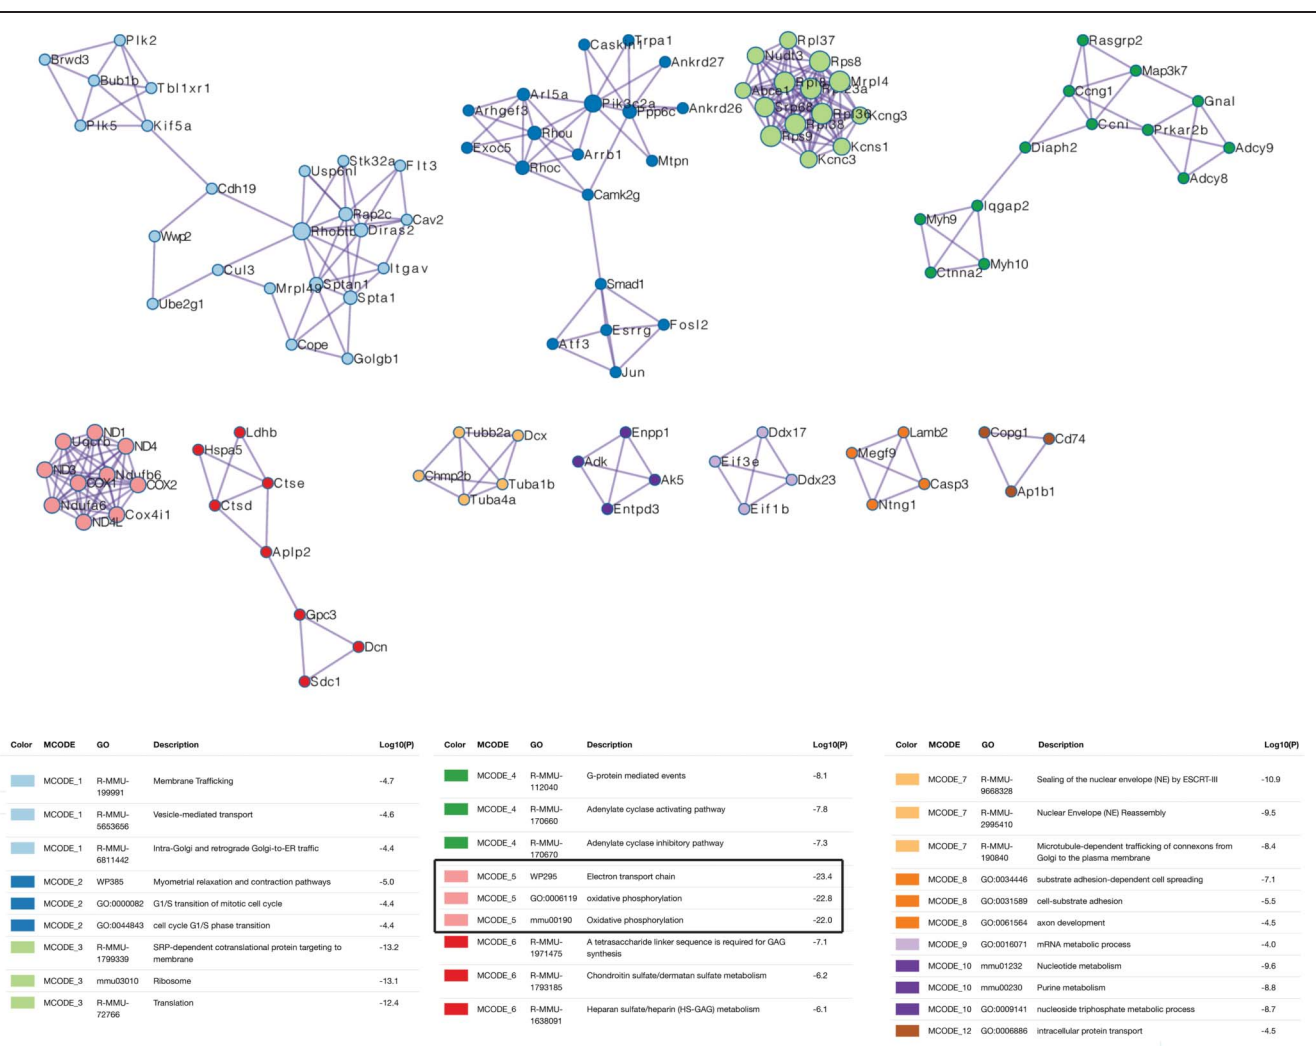 Plk2
Brwd3
Bub1b
Tbl1xr1
Plk5
Kif5a
Cdh19
Wwp2
Cul3
Ube2g1
Usp6nl
Stk32a
Flt3
Rap2c
Cav2
Diras2
Itgav
Mrpl49
Sptan1
Spta1
Cope
Golgb1
Trpa1
Ankrd27
Arl5a
Pik3c2a
Arhgef3
Ppp6c
Ankrd26
Rhou
Exoc5
Arrb1
Rhoc
Mtpn
Camk2g
Smad1
Esrrg
Fosl2
Atf3
Jun
Rpl37
Nudt3
Rps8
Mrpl4
Abce1
Srp68
Rpl36
Kcng3
Rpl38
Rps9
Kcns1
Kcnc3
Rasgrp2
Map3k7
Ccng1
Gnal
Ccni
Prkar2b
Diaph2
Adcy9
Adcy8
Iqgap2
Myh9
Myh10
Ctnna2
ND1
Uqcrb
ND4
ND3
Ndufb6
COX1
COX2
Ndufa6
Cox4i1
ND4L
Ldhb
Hspa5
Ctse
Ctsd
Aplp2
Gpc3
Dcn
Sdc1
Tubb2a
Dcx
Chmp2b
Tuba1b
Tuba4a
Enpp1
Adk
Ak5
Entpd3
Ddx17
Eif3e
Ddx23
Eif1b
Lamb2
Megf9
Casp3
Ntng1
Copg1
Cd74
Ap1b1
Color MCODE GO Description Log10(P)
MCODE_1 R-MMU- Membrane Trafficking -4.7
199991
MCODE_1 R-MMU- Vesicle-mediated transport -4.6
5653656
MCODE_1 R-MMU- Intra-Golgi and retrograde Golgi-to-ER traffic -4.4
6811442
MCODE_2 WP385 Myometrial relaxation and contraction pathways -5.0
MCODE_2 GO:0000082 G1/S transition of mitotic cell cycle -4.4
MCODE_2 GO:0044843 cell cycle G1/S phase transition -4.4
MCODE_3 R-MMU- SRP-dependent cotranslational protein targeting to -13.2
1799339 membrane
MCODE_3 mmu03010 Ribosome -13.1
MCODE_3 R-MMU- Translation -12.4
72766
Color MCODE GO Description Log10(P)
MCODE_4 R-MMU- G-protein mediated events -8.1
112040
MCODE_4 R-MMU- Adenylate cyclase activating pathway -7.8
170660
MCODE_4 R-MMU- Adenylate cyclase inhibitory pathway -7.3
170670
MCODE_5 WP295 Electron transport chain -23.4
MCODE_5 GO:0006119 oxidative phosphorylation -22.8
MCODE_5 mmu00190 Oxidative phosphorylation -22.0
MCODE_6 R-MMU- A tetrasaccharide linker sequence is required for GAG -7.1
1971475 synthesis
MCODE_6 R-MMU- Chondroitin sulfate/dermatan sulfate metabolism -6.2
1793185
MCODE_6 R-MMU- Heparan sulfate/heparin (HS-GAG) metabolism -6.1
1638091
Color MCODE GO Description Log10(P)
MCODE_7 R-MMU- Sealing of the nuclear envelope (NE) by ESCRT-III -10.9
9668328
MCODE_7 R-MMU- Nuclear Envelope (NE) Reassembly -9.5
2995410
MCODE_7 R-MMU- Microtubule-dependent trafficking of connexons from -8.4
190840 Golgi to the plasma membrane
MCODE_8 GO:0034446 substrate adhesion-dependent cell spreading -7.1
MCODE_8 GO:0031589 cell-substrate adhesion -5.5
MCODE_8 GO:0061564 axon development -4.5
MCODE_9 GO:0016071 mRNA metabolic process -4.0
MCODE_10 mmu01232 Nucleotide metabolism -9.6
MCODE_10 mmu00230 Purine metabolism -8.8
MCODE_10 GO:0009141 nucleoside triphosphate metabolic process -8.7
MCODE_12 GO:0006886 intracellular protein transport -4.5